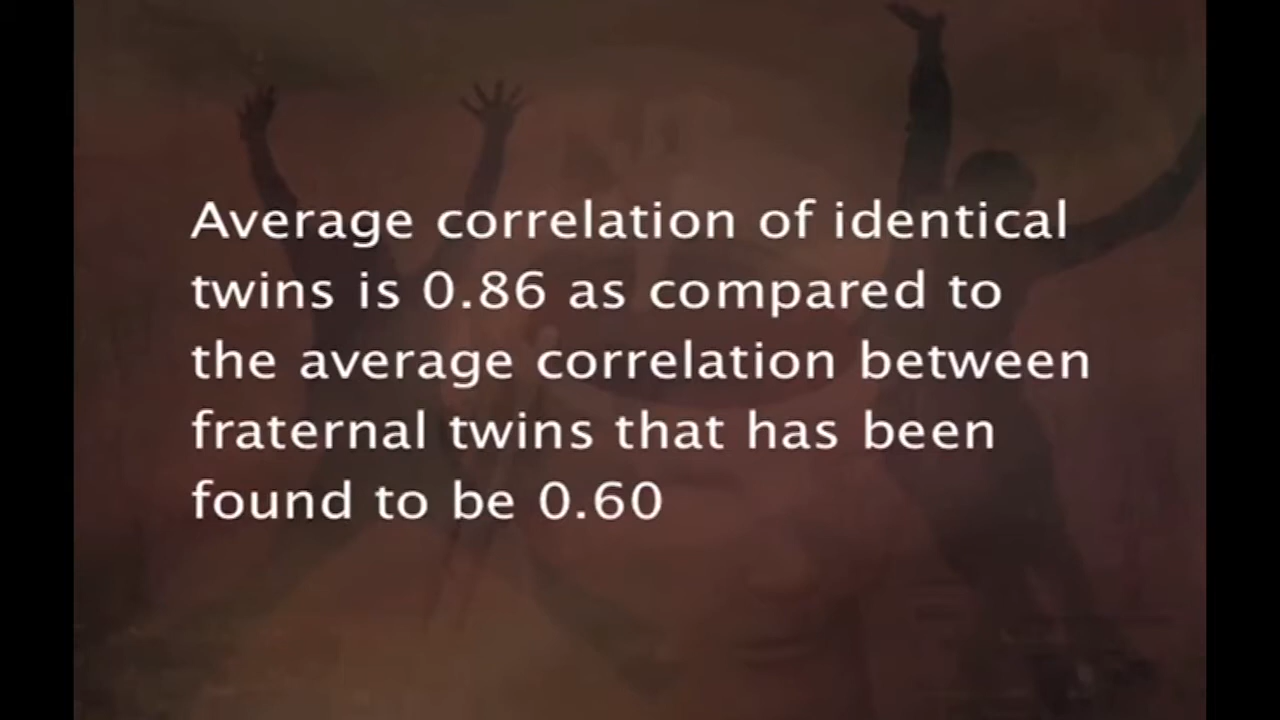 Average correlation of identical
twins is 0.86 as compared to
the average correlation between
fraternal twins that has been
found to be 0.60